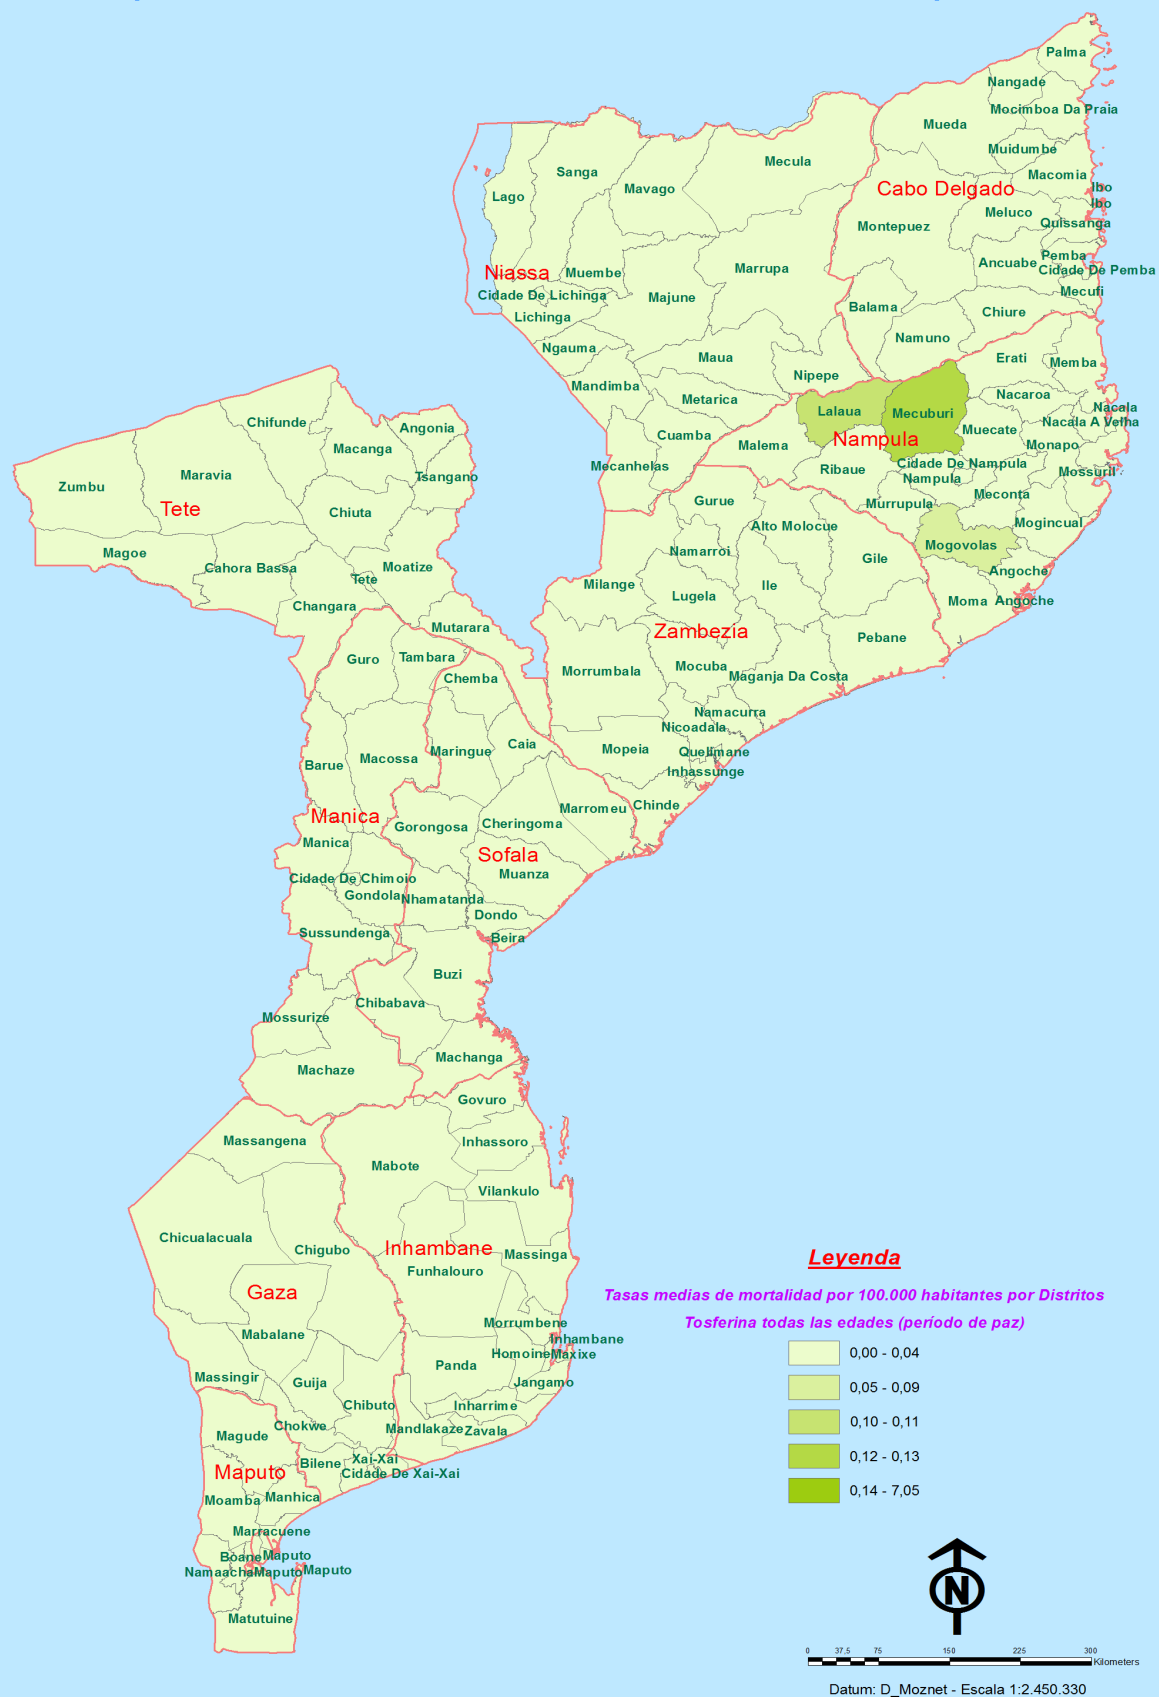 Palma
Nangade
Mocimboa Da Praia
Mueda
Muidumbe
Mecula
Sanga
Macomia
Mavago
Cabo Delgado
Ibo
Lago
Ibo
Meluco
Quissanga
Montepuez
Pemba
Ancuabe
Marrupa
Cidade De Pemba
Niassa
Muembe
Mecufi
Cidade De Lichinga
Majune
Balama
Chiure
Lichinga
Namuno
Ngauma
Maua
Erati
Memba
Nipepe
Mandimba
Nacaroa
Metarica
Nacala
Lalaua
Mecuburi
Nacala A Velha
Chifunde
Angonia
Muecate
Cuamba
Malema
Nampula
Monapo
Macanga
Cidade De Nampula
Mecanhelas
Ribaue
Mossuril
Maravia
Tsangano
Nampula
Zumbu
Meconta
Gurue
Murrupula
Tete
Chiuta
Mogincual
Alto Molocue
Mogovolas
Magoe
Namarroi
Gile
Cahora Bassa
Moatize
Angoche
Tete
Milange
Ile
Lugela
Moma
Angoche
Changara
Mutarara
Zambezia
Pebane
Guro
Tambara
Mocuba
Morrumbala
Maganja Da Costa
Chemba
Namacurra
Nicoadala
Caia
Mopeia
Quelimane
Maringue
Macossa
Barue
Inhassunge
Marromeu
Chinde
Manica
Cheringoma
Gorongosa
Manica
Sofala
Muanza
Cidade De Chimoio
Gondola
Nhamatanda
Dondo
Sussundenga
Beira
Buzi
Chibabava
Mossurize
Machanga
Machaze
Govuro
Massangena
Inhassoro
Mabote
Vilankulo
Chicualacuala
Chigubo
Inhambane
Massinga
Funhalouro
Gaza
Morrumbene
Mabalane
Inhambane
Homoine
Maxixe
Panda
Massingir
Guija
Jangamo
Chibuto
Inharrime
Chokwe
Mandlakaze
Zavala
Magude
Xai-Xai
Bilene
Maputo
Cidade De Xai-Xai
Moamba
Manhica
Marracuene
Boane
Maputo
Namaacha
Maputo
Maputo
Matutuine
Leyenda
Tasas medias de mortalidad por 100.000 habitantes por Distritos
Tosferina todas las edades (período de paz)
0,00 - 0,04
0,05 - 0,09
0,10 - 0,11
0,12 - 0,13
0,14 - 7,05
N
0 37,5 75 150 225 300
Kilometers
Datum: D_Moznet - Escala 1:2.450.330